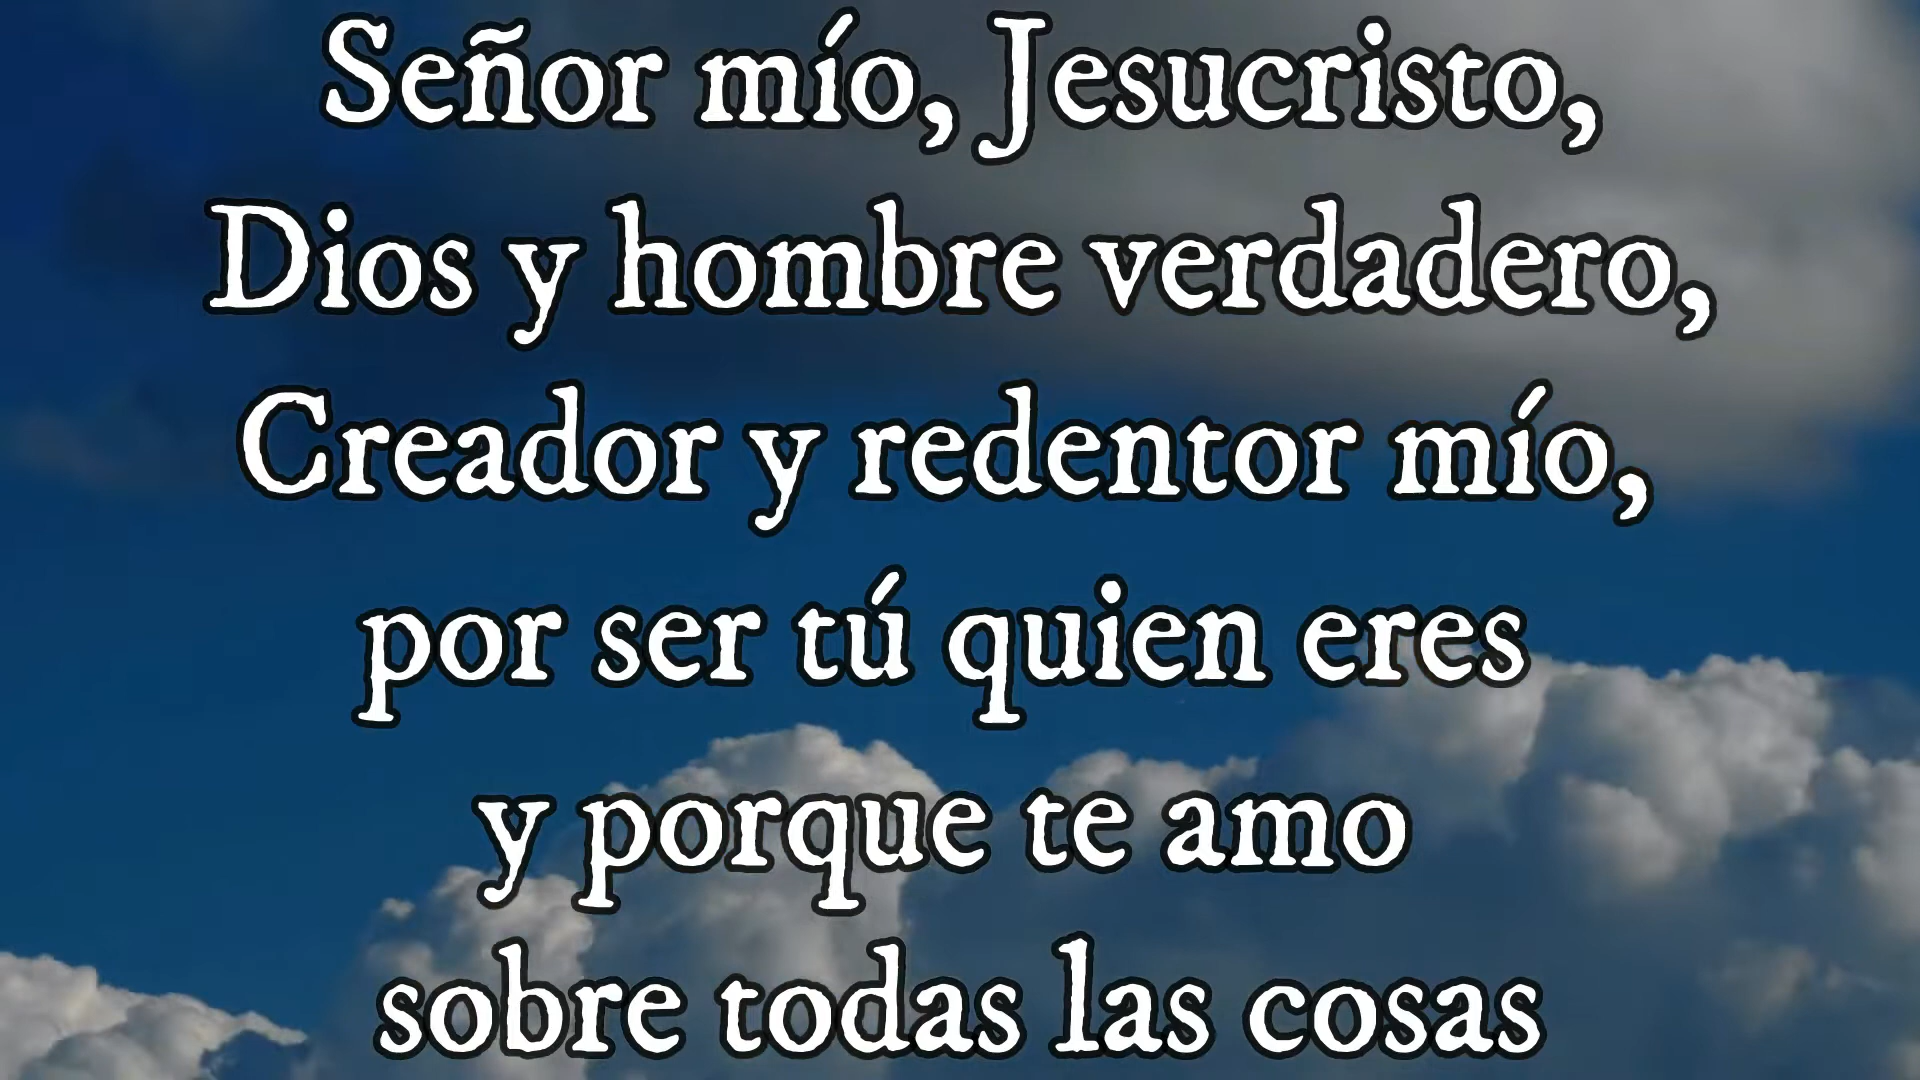 Señor mío, Jesucristo,
Dios y hombre verdadero,
Creador y redentor mío,
por ser tú quien eres
y porque te amo
sobre todas las cosas